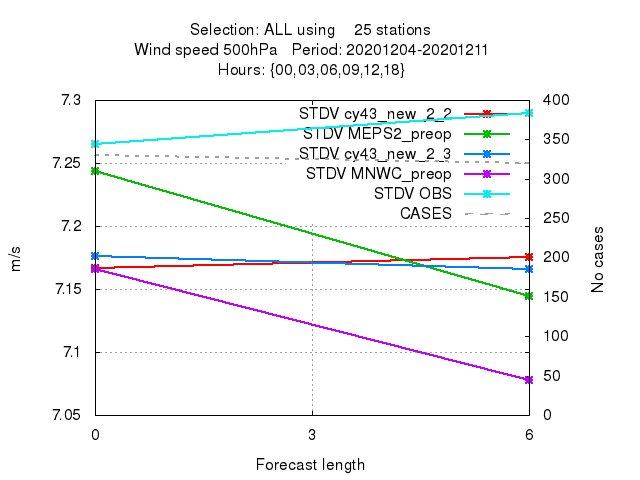 Selection: ALL using    25 stations
Wind speed 500hPa   Period: 20201204-20201211
Hours: {00,03,06,09,12,18}
7.3
7.25
7.2
7.15
7.1
7.05
400
350
300
250
200
150
100
50
0
STDV cy43_new_2_2
STDV MEPS2_preop
STDV cy43_new_2_3
STDV MNWC_preop
STDV OBS
CASES
m/s
No cases
0
3
6
Forecast length